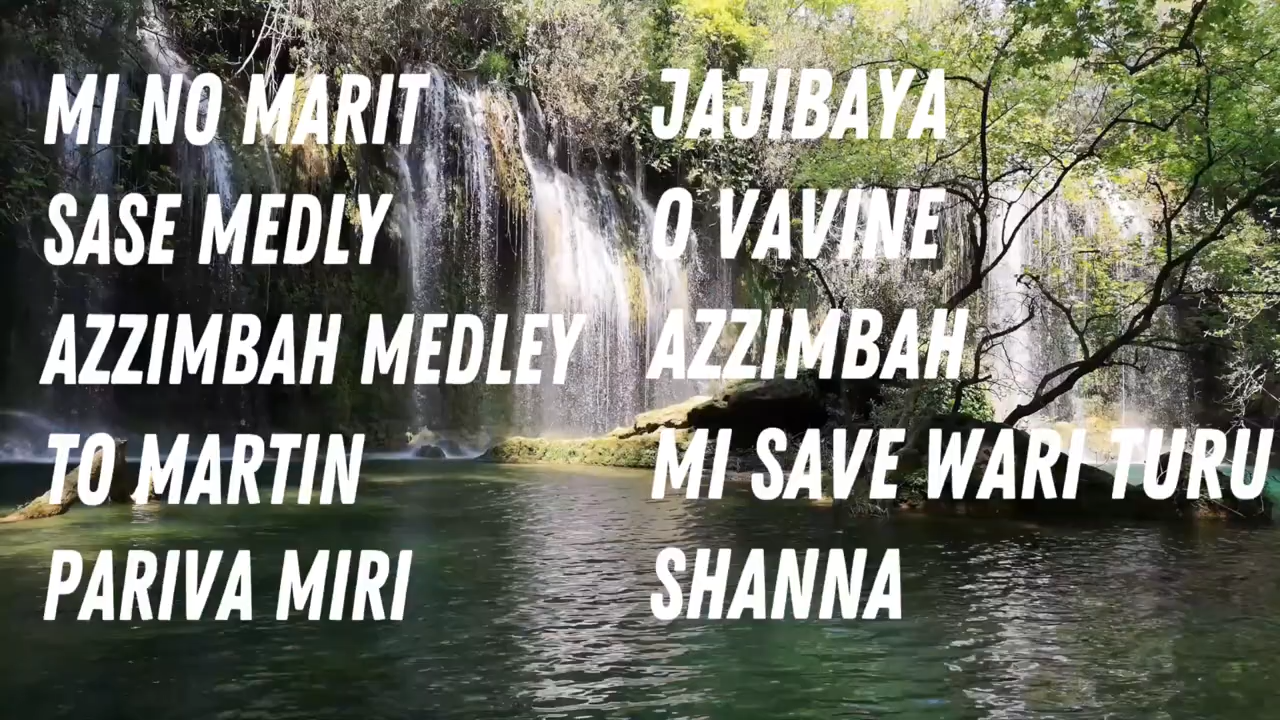 MI NO MARIT
SASE MEDLY
AZZIMBAH MEDLEY
TO MARTIN
PARIVA MIRI
JAJIBAYA
O VAVINE
AZZIMBAH
MI SAVE WARI TURU
SHANNA